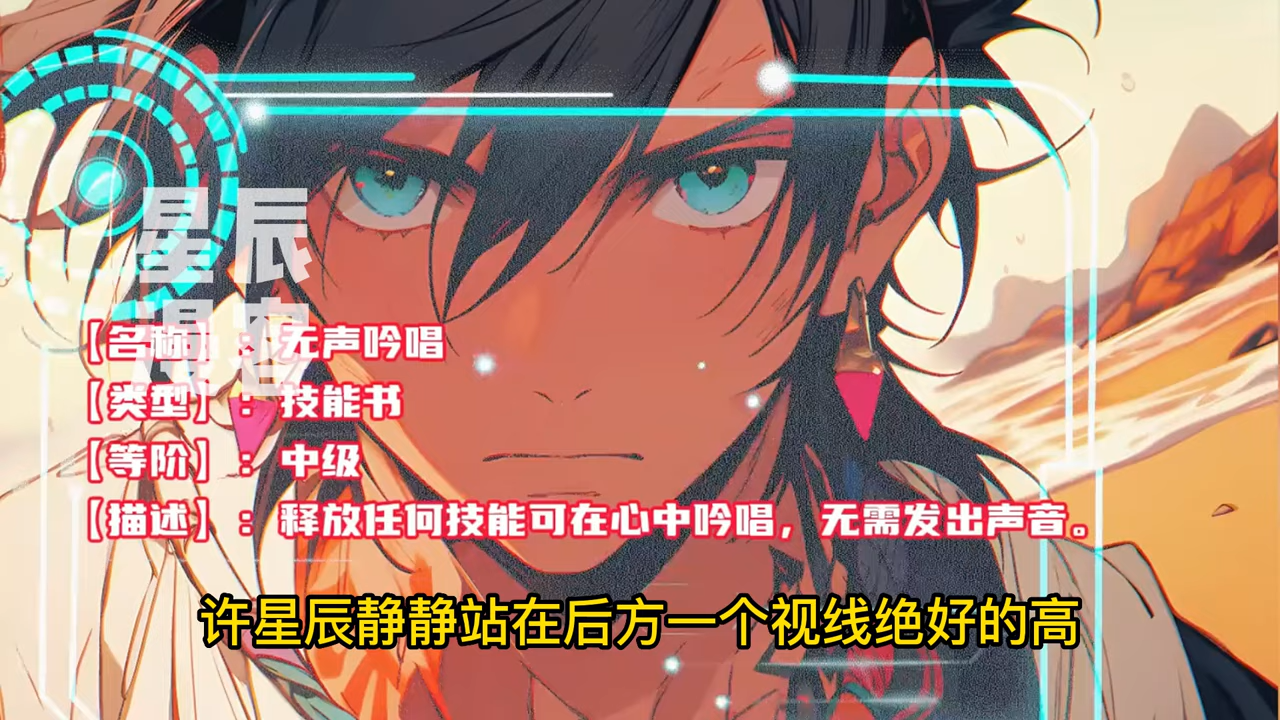 星辰
漫客
【名称】：无声吟唱
【类型】：技能书
【等阶】：中级
【描述】：释放任何技能可在心中吟唱，无需发出声音。
许星辰静静站在后方一个视线绝好的高